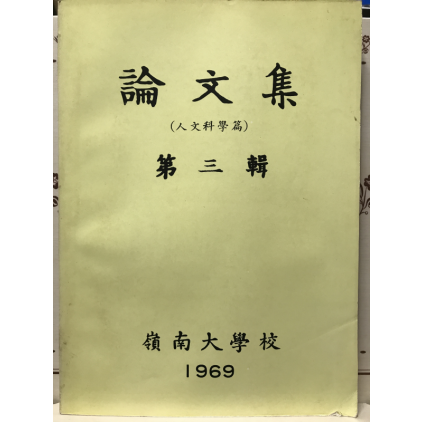 論文集
(人文科學篇)
第三輯
嶺南大學校
1969